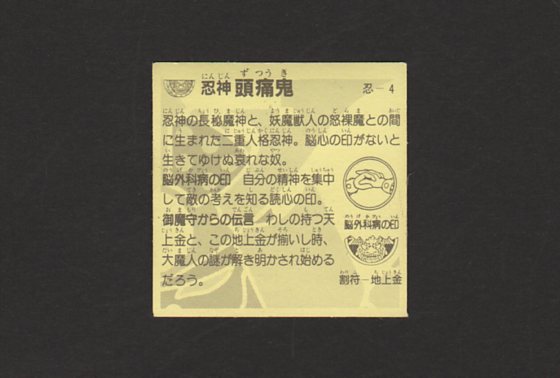 忍神 頭痛鬼 忍－4
忍神の長秘魔神と、妖魔獣人の怒裸魔との間
に生まれた二重人格忍神。脳心の印がないと
生きてゆけぬ哀れな奴。
脳外科病の印 自分の精神を集中
して敵の考えを知る読心の印。
御魔守からの伝言 わしの持つ天
上金と、この地上金が揃いし時、
大魔人の謎が解き明かされ始める
だろう。
脳外科病の印
割符－地上金